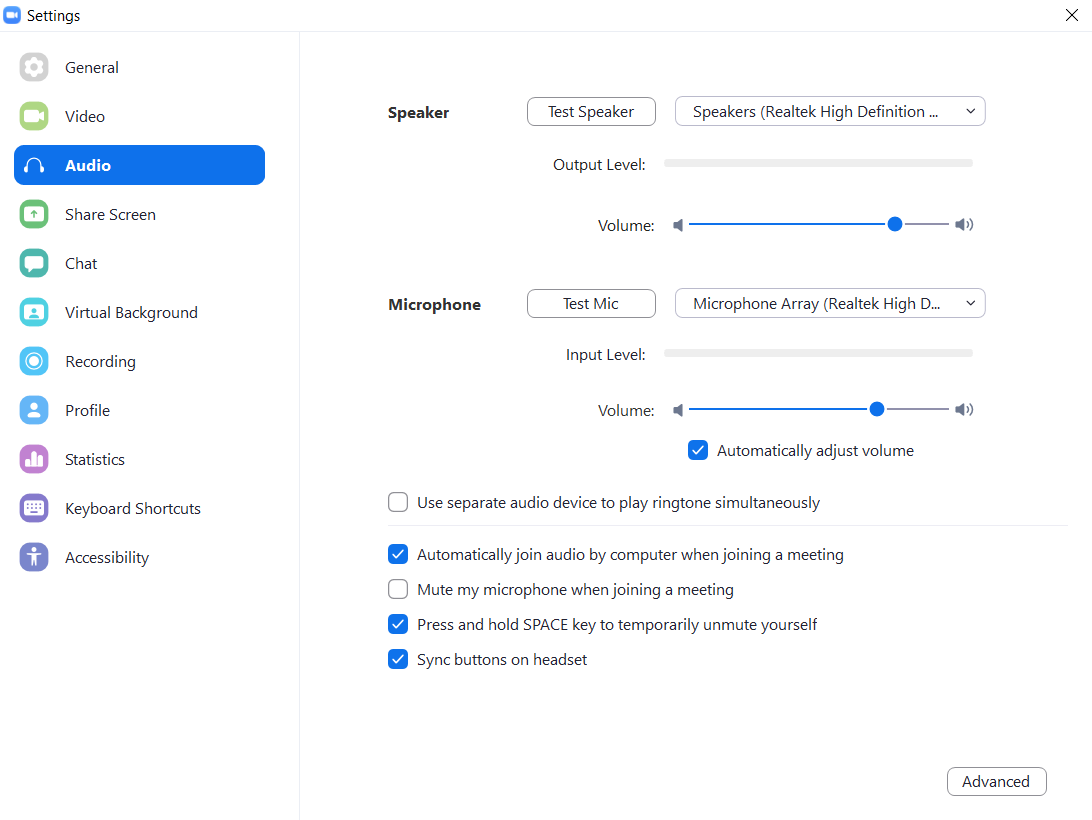 Settings
General
Video
Audio
Share Screen
Chat
Virtual Background
Recording
Profile
Statistics
Keyboard Shortcuts
Accessibility
Speaker
Test Speaker
Speakers (Realtek High Definition ...
Output Level:
Volume:
Microphone
Test Mic
Microphone Array (Realtek High D...
Input Level:
Volume:
Automatically adjust volume
Use separate audio device to play ringtone simultaneously
Automatically join audio by computer when joining a meeting
Mute my microphone when joining a meeting
Press and hold SPACE key to temporarily unmute yourself
Sync buttons on headset
Advanced